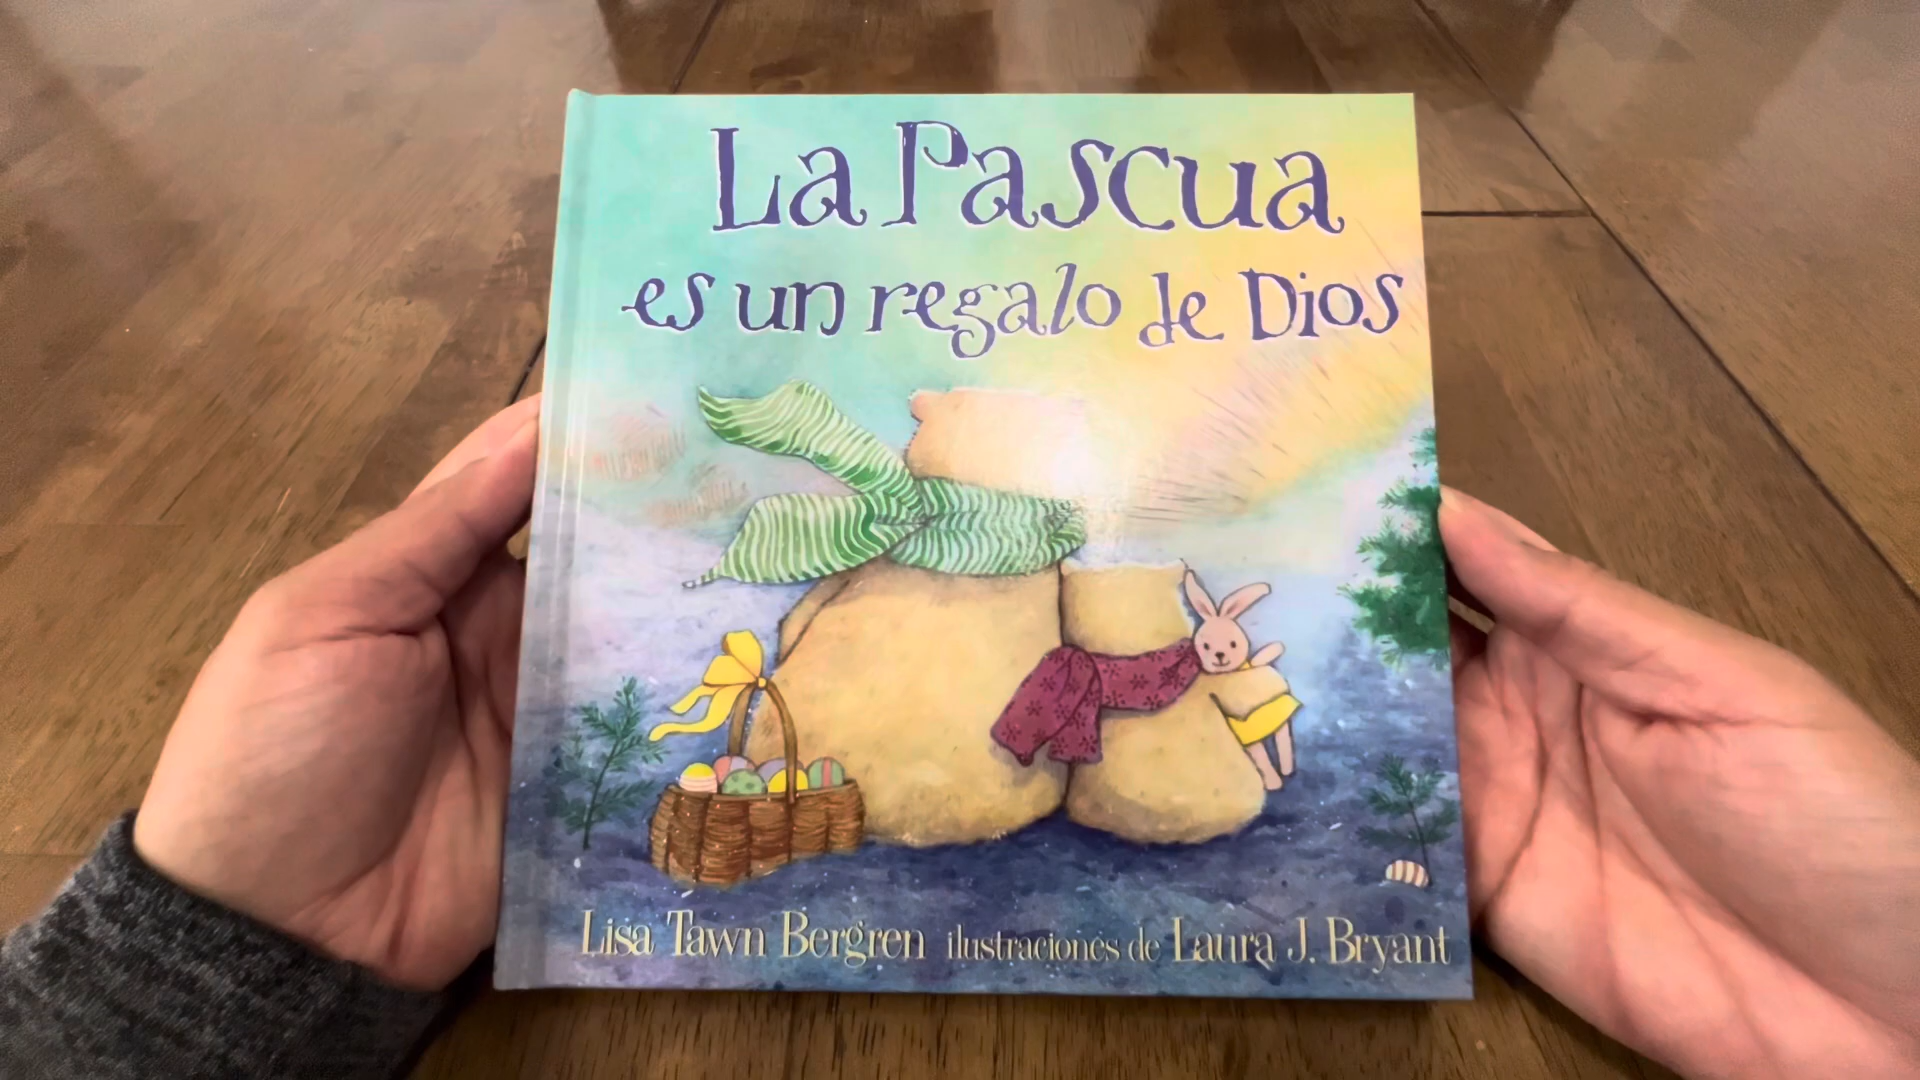 La Pascua
es un regalo de Dios
Lisa Tawn Bergren ilustraciones de Laura J. Bryant